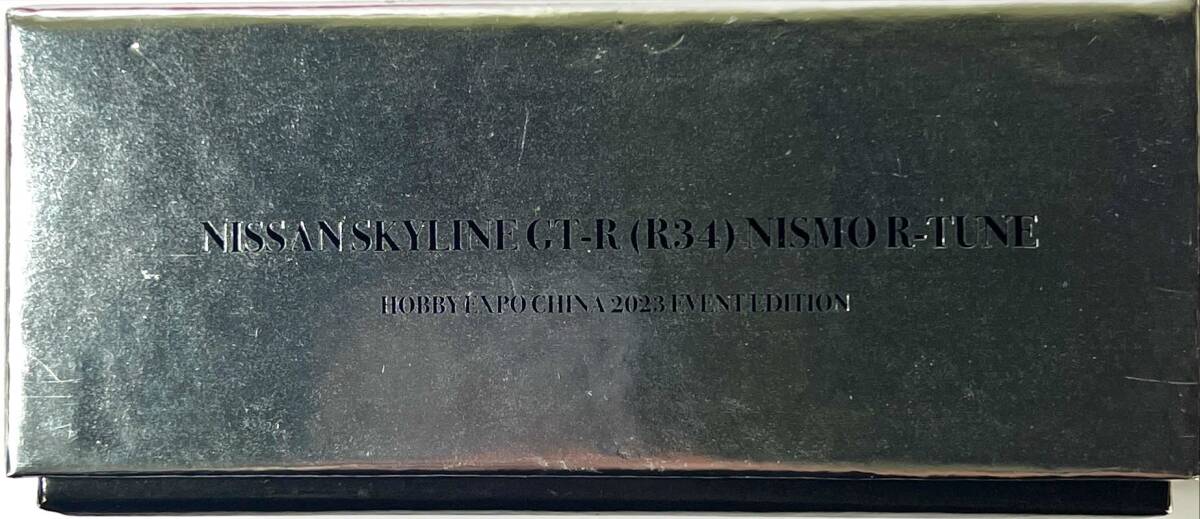 NISSAN SKYLINE GT-R (R34) NISMO R-TUNE
HOBBY EXPO CHINA 2023 EVENT EDITION